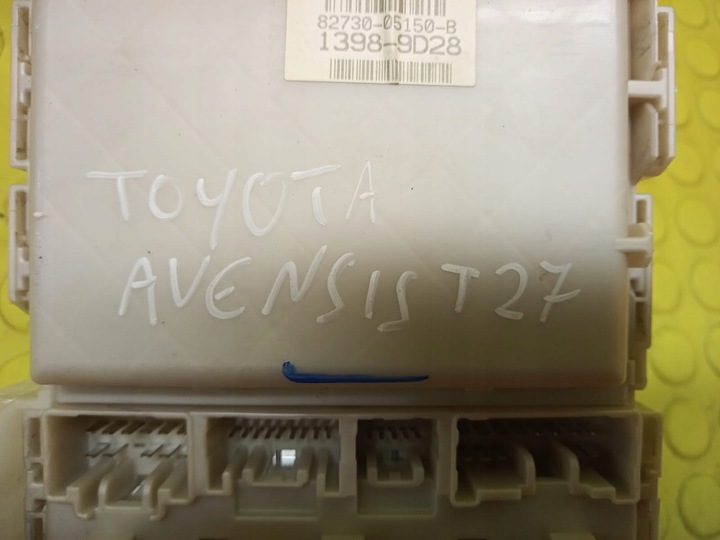 82730-05150-B
1398-9D28
TOYOTA
AVENSIS T27